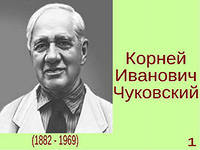 Корней
Иванович
Чуковский
(1882 - 1969)
1